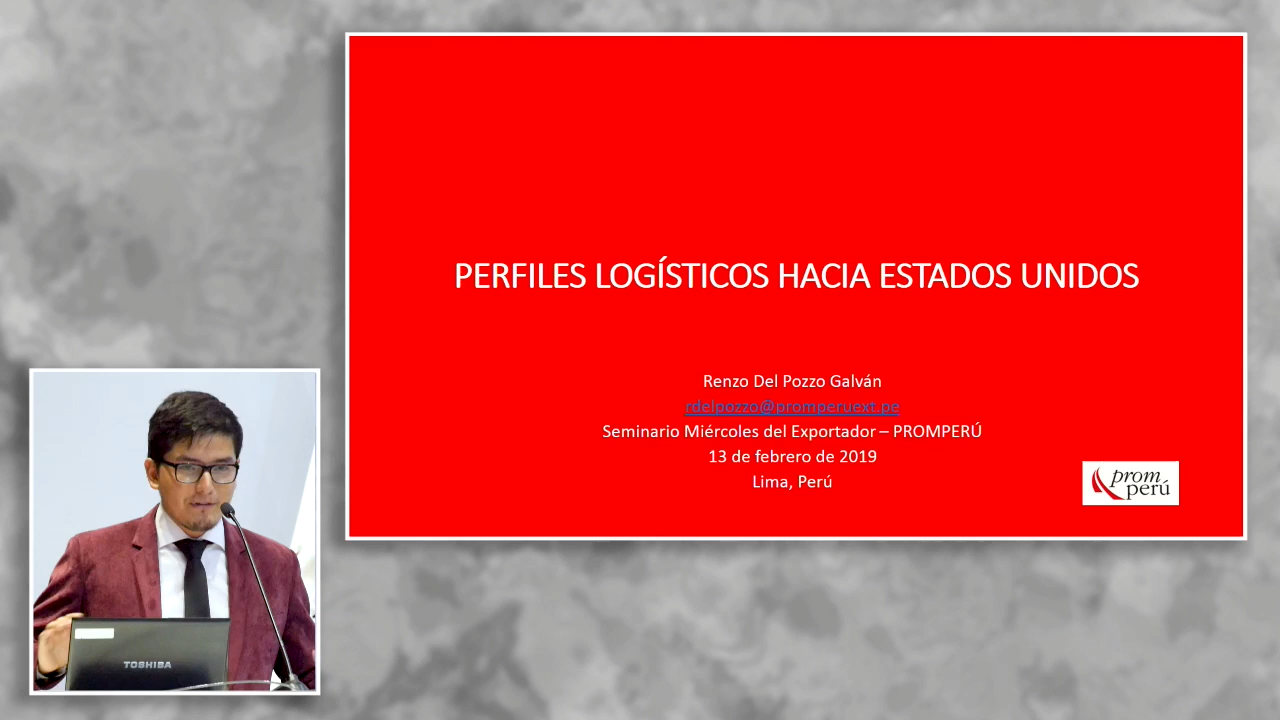 PERFILES LOGÍSTICOS HACIA ESTADOS UNIDOS
Renzo Del Pozzo Galván
rdelpozzo@promperuext.pe
Seminario Miércoles del Exportador – PROMPERÚ
13 de febrero de 2019
Lima, Perú
prom
perú
TOSHIBA